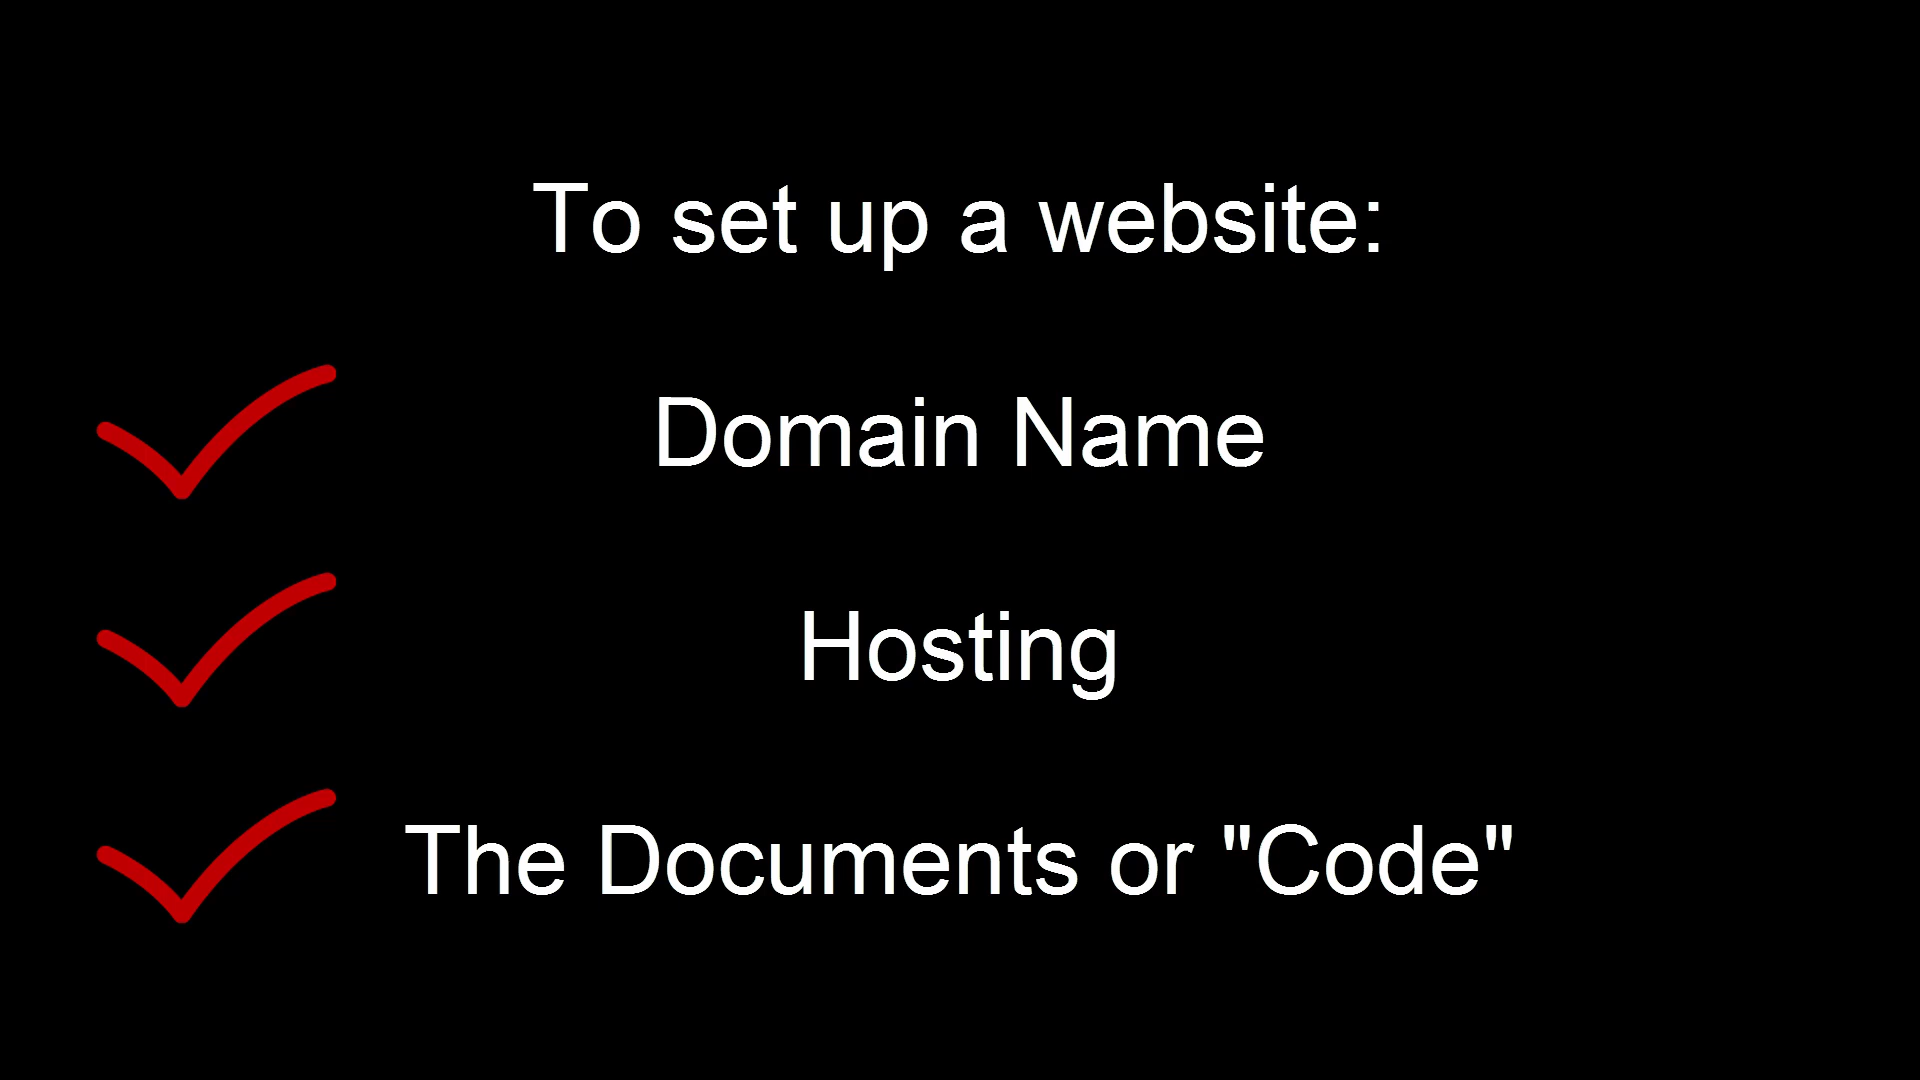 To set up a website:
Domain Name
Hosting
The Documents or "Code"